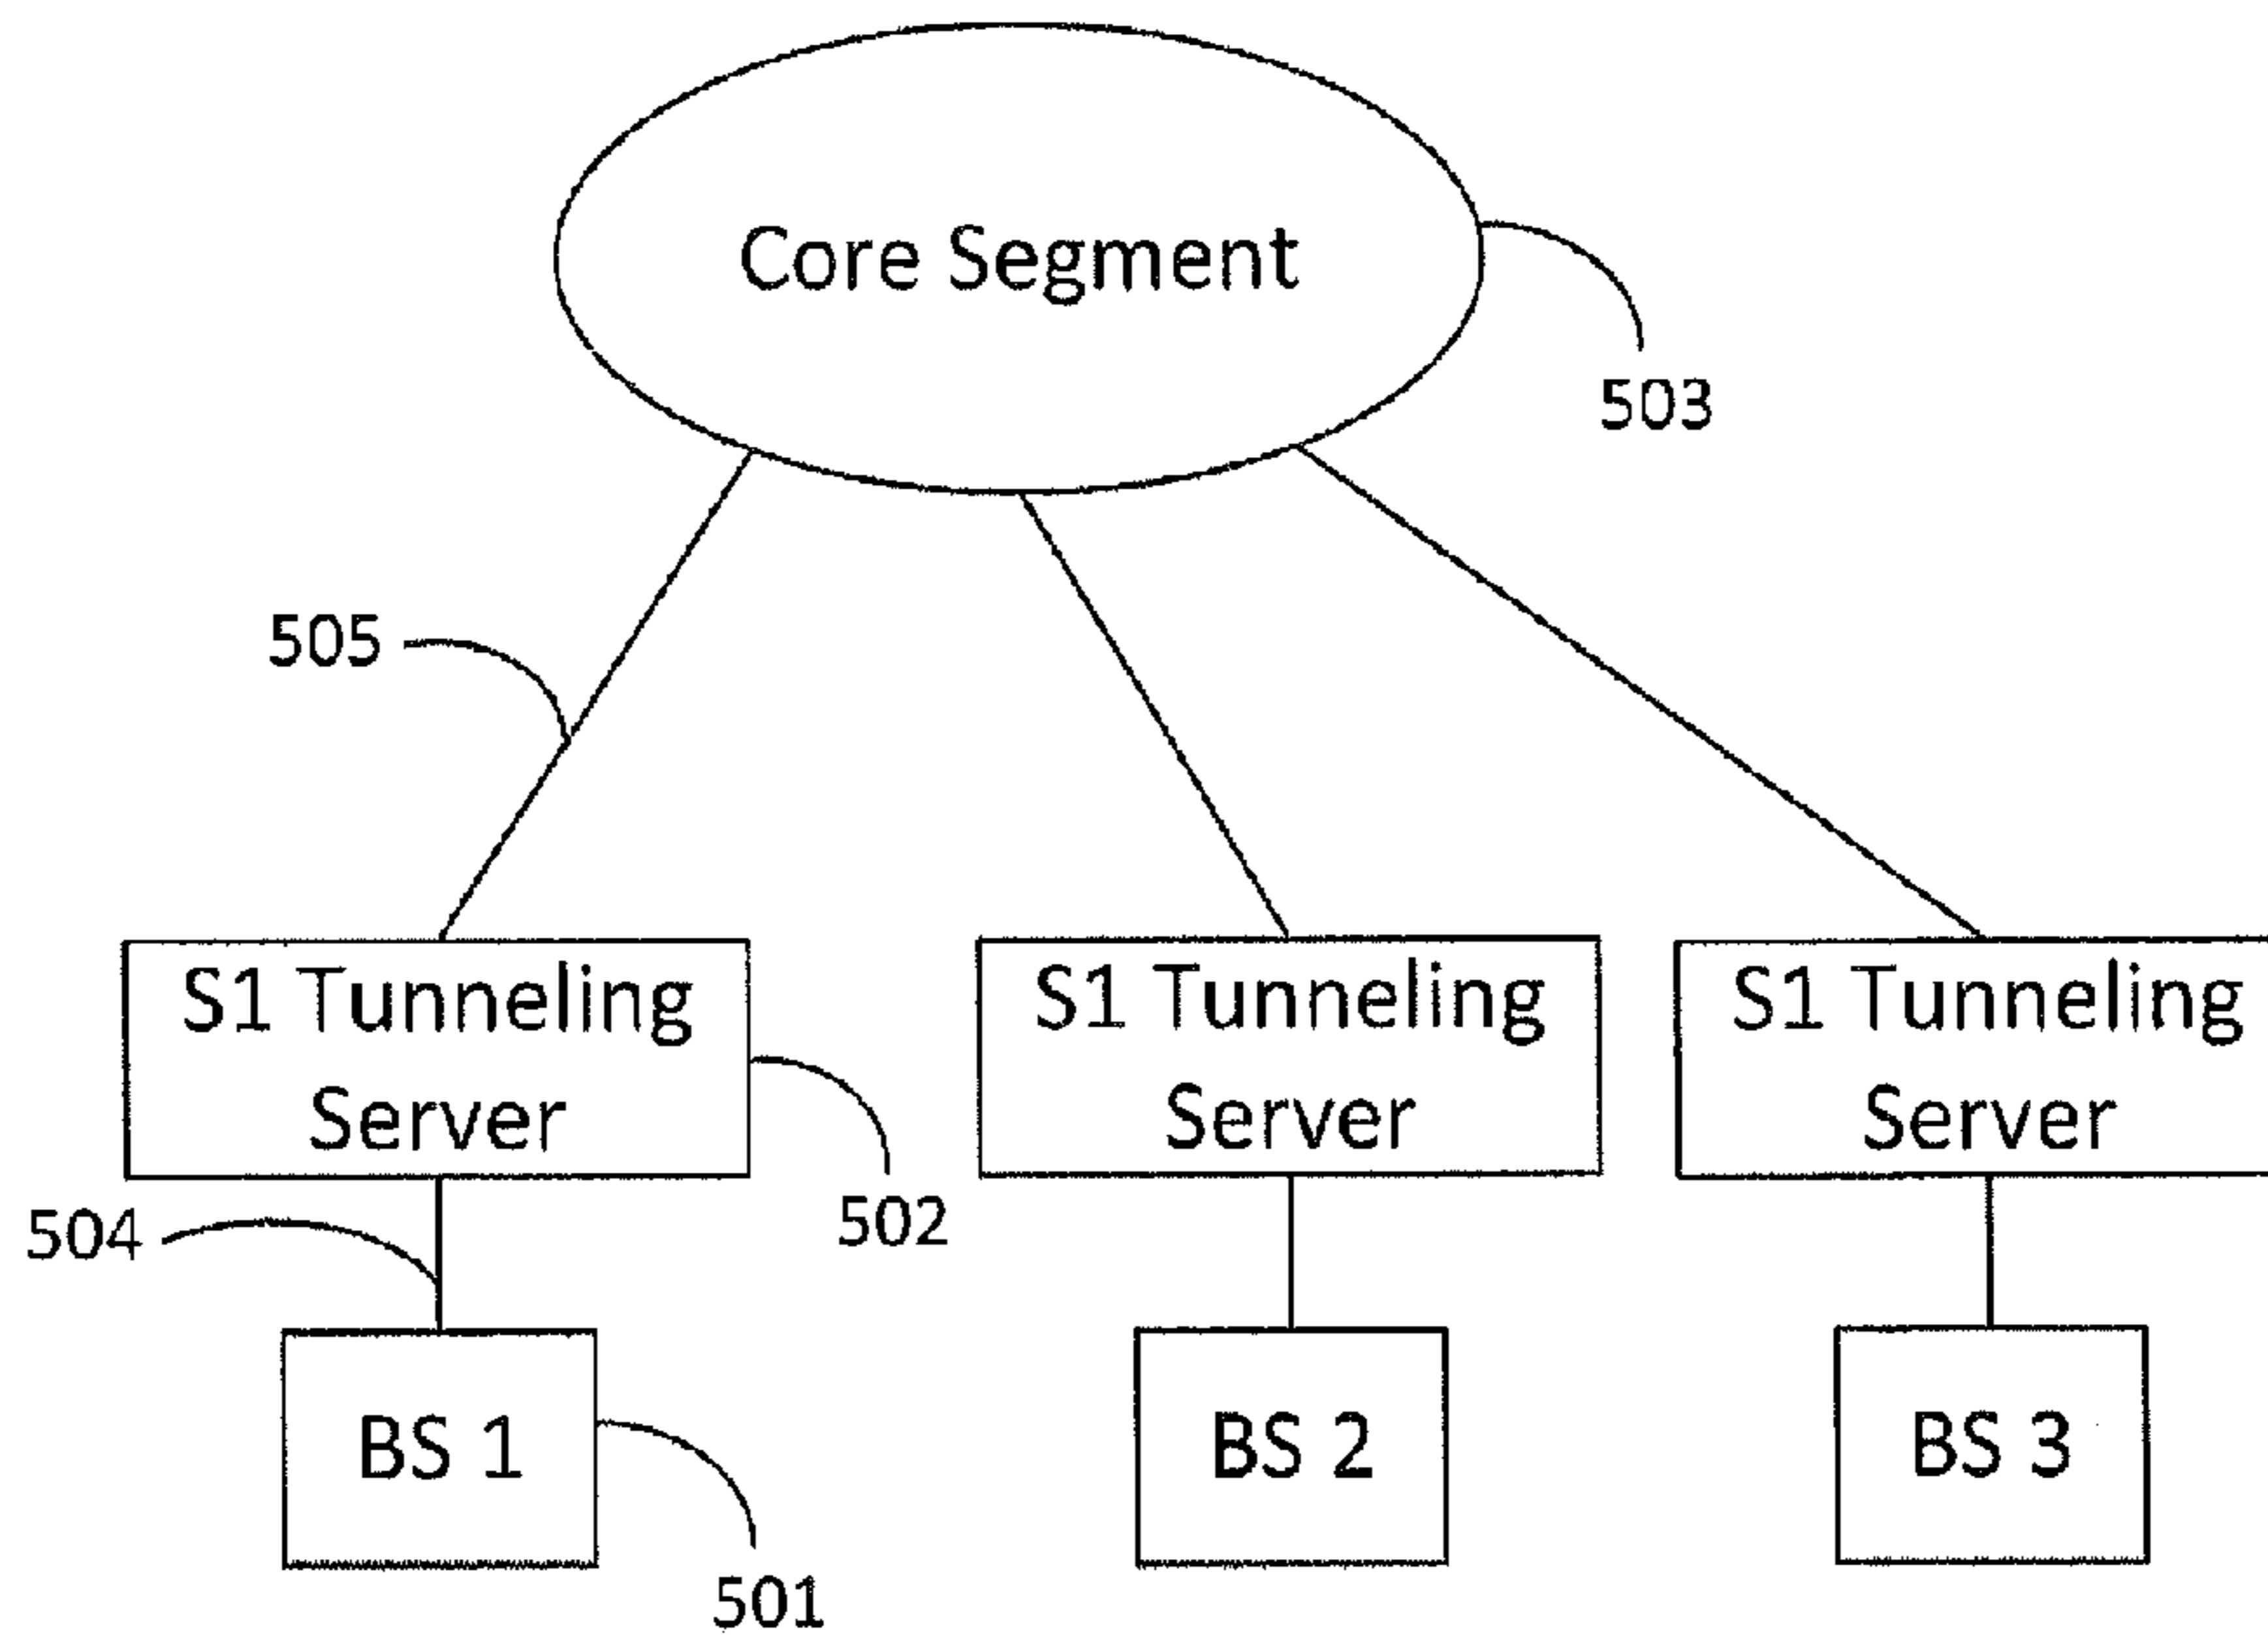 Core Segment
503
505
S1 Tunneling
Server
S1 Tunneling
Server
S1 Tunneling
Server
504
502
BS 1
BS 2
BS 3
501